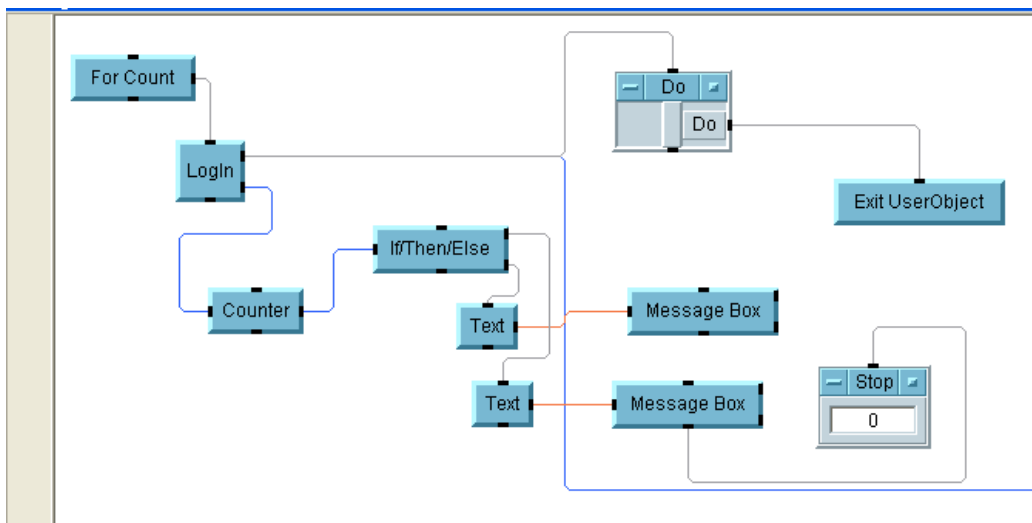 For Count
Do
Do
LogIn
Exit UserObject
If/Then/Else
Counter
Text
Message Box
Stop
Text
Message Box
0